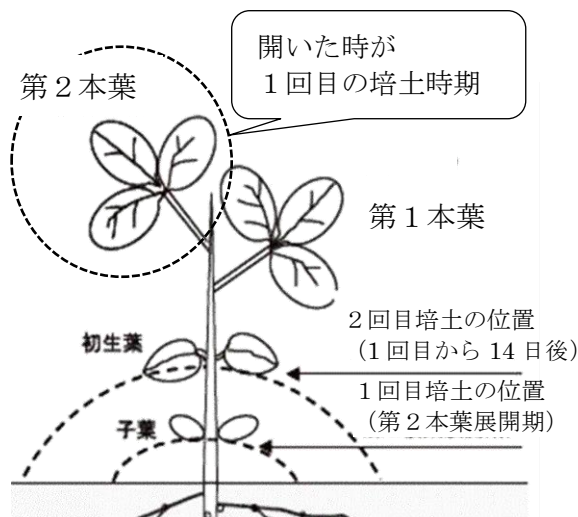 開いた時が
１回目の培土時期
第２本葉
第１本葉
２回目培土の位置
（1回目から 14 日後）
初生葉
１回目培土の位置
（第２本葉展開期）
子葉